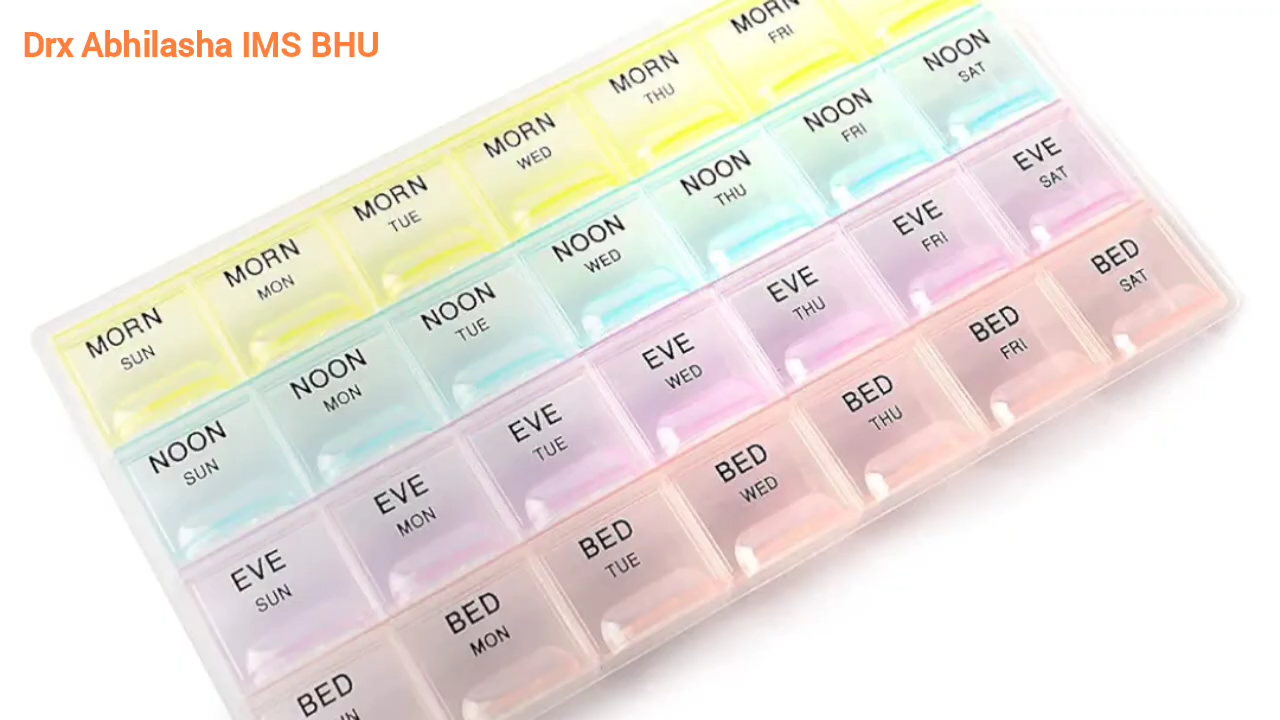 Drx Abhilasha IMS BHU
MORN
SUN
MORN
MON
MORN
TUE
MORN
WED
MORN
THU
MORN
FRI
NOON
SUN
NOON
MON
NOON
TUE
NOON
WED
NOON
THU
NOON
FRI
NOON
SAT
EVE
SUN
EVE
MON
EVE
TUE
EVE
WED
EVE
THU
EVE
FRI
EVE
SAT
BED
BED
MON
BED
TUE
BED
WED
BED
THU
BED
FRI
BED
SAT